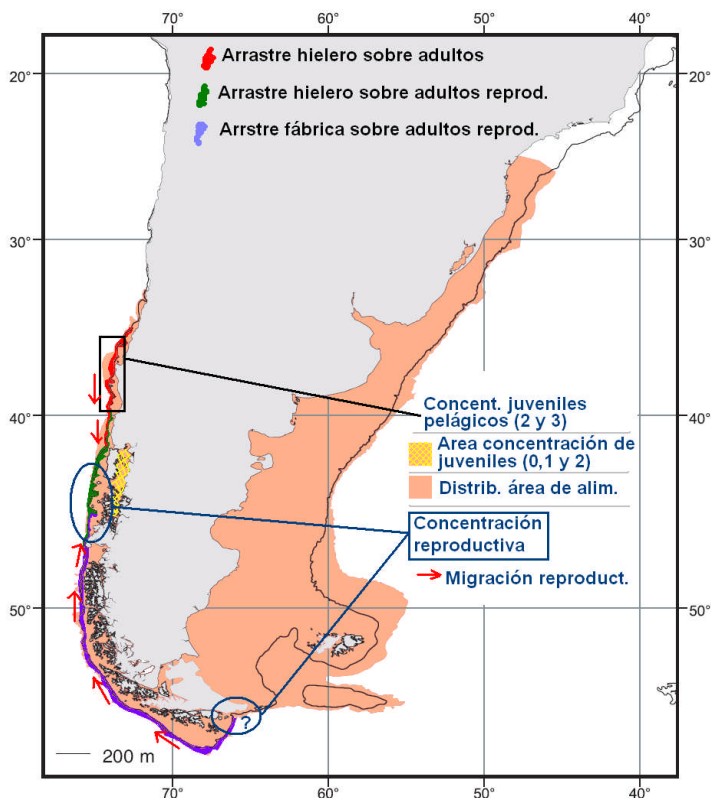 70° 60° 50° 40°
Arrastre hielero sobre adultos
Arrastre hielero sobre adultos reprod.
Arrstre fábrica sobre adultos reprod.
20° 20°
30° 30°
40° 40°
50° 50°
Concent. juveniles
pelágicos (2 y 3)
Area concentración de
juveniles (0,1 y 2)
Distrib. área de alim.
Concentración
reproductiva
Migración reproduct.
?
200 m
70° 60° 50° 40°